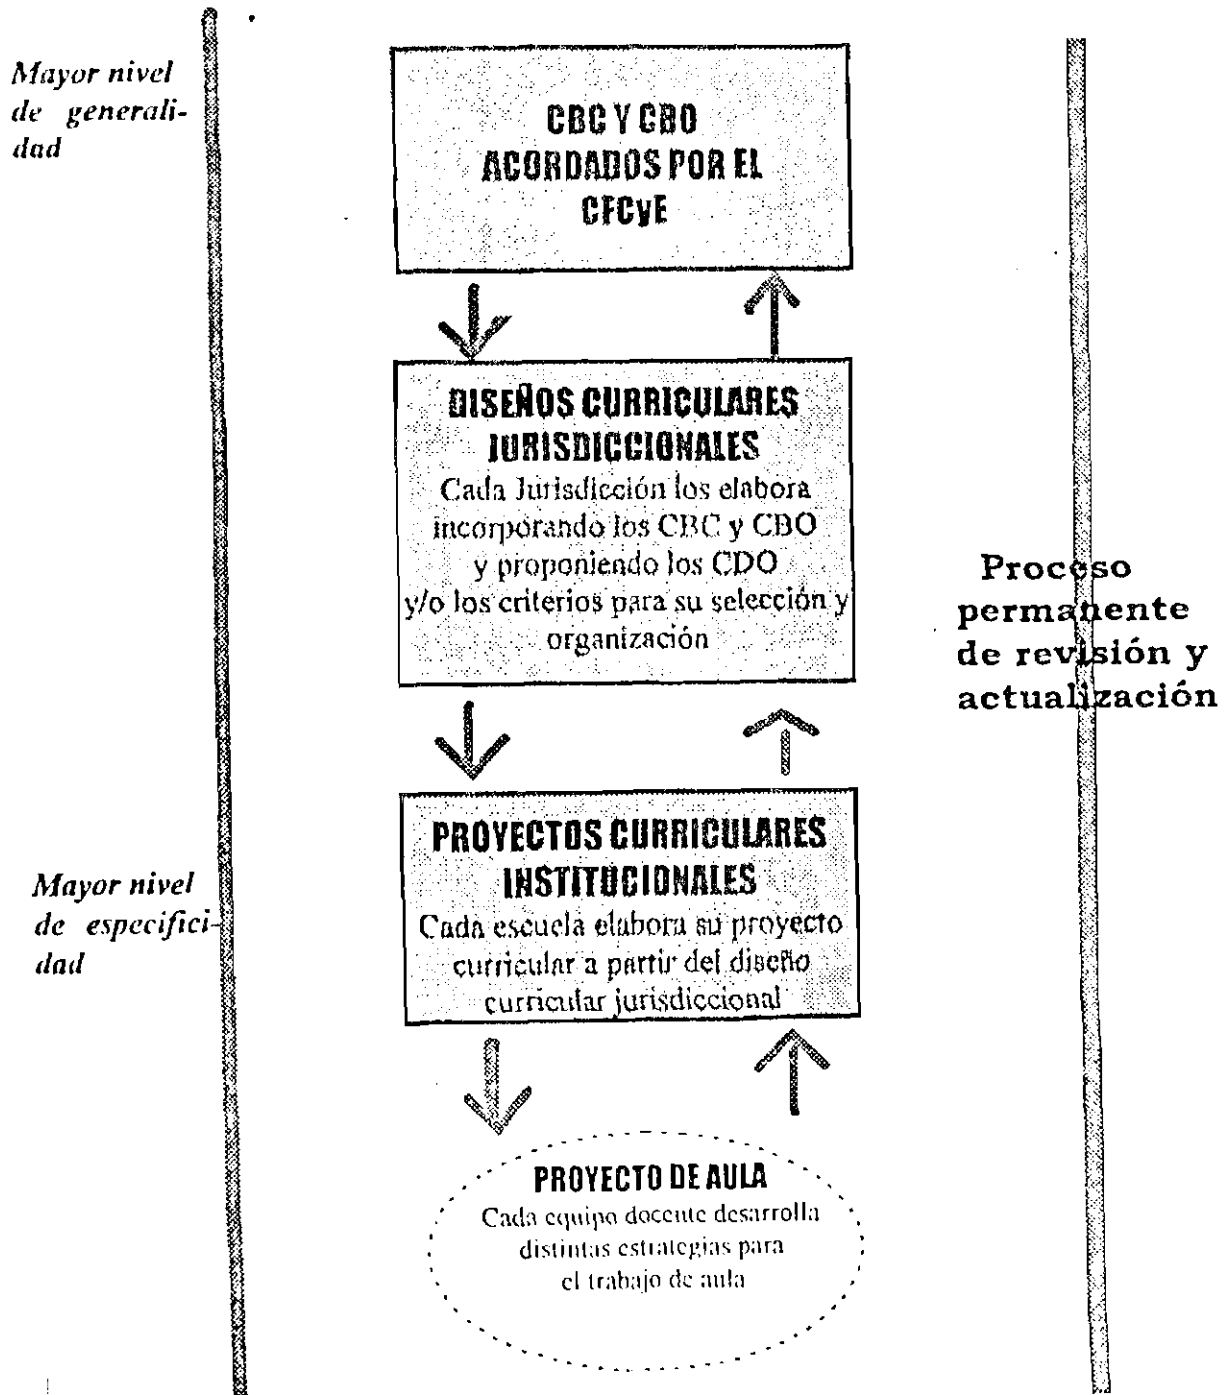 Mayor nivel
de generali-
dad
CBC Y CBO
ACORDADOS POR EL
CFCyE
DISEÑOS CURRICULARES
JURISDICCIONALES
Cada Jurisdicción los elabora
incorporando los CBC y CBO
y proponiendo los CDO
y/o los criterios para su selección y
organización
Proceso
permanente
de revisión y
actualización
PROYECTOS CURRICULARES
INSTITUCIONALES
Cada escuela elabora su proyecto
curricular a partir del diseño
curricular jurisdiccional
Mayor nivel
de especifici-
dad
PROYECTO DE AULA
Cada equipo docente desarrolla
distintas estrategias para
el trabajo de aula